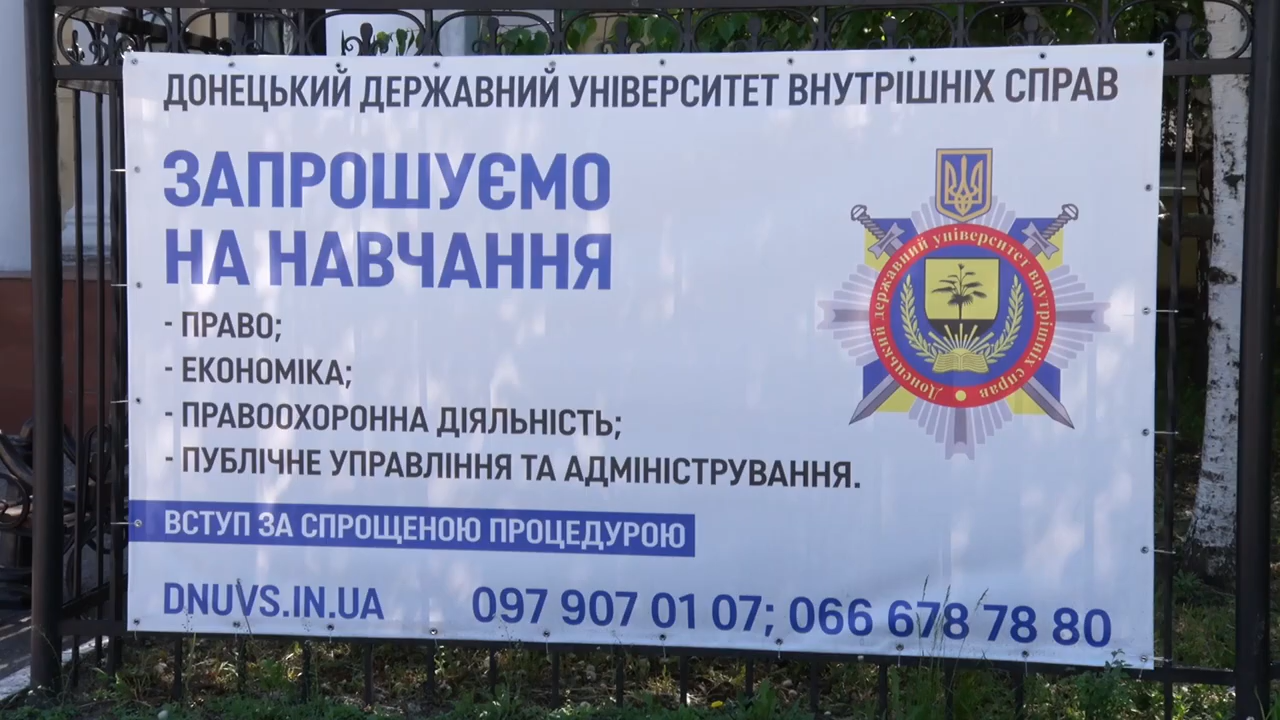 ДОНЕЦЬКИЙ ДЕРЖАВНИЙ УНІВЕРСИТЕТ ВНУТРІШНІХ СПРАВ
ЗАПРОШУЄМО
НА НАВЧАННЯ
- ПРАВО;
- ЕКОНОМІКА;
- ПРАВООХОРОННА ДІЯЛЬНІСТЬ;
- ПУБЛІЧНЕ УПРАВЛІННЯ ТА АДМІНІСТРУВАННЯ.
ВСТУП ЗА СПРОЩЕНОЮ ПРОЦЕДУРОЮ
DNUVS.IN.UA 097 907 01 07; 066 678 78 80
Донецький державний університет внутрішніх справ